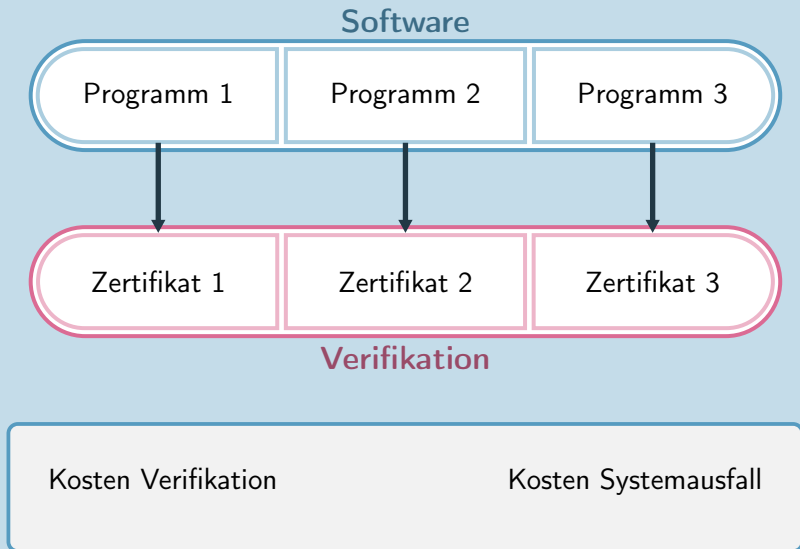 Software
Programm 1 Programm 2 Programm 3
Zertifikat 1 Zertifikat 2 Zertifikat 3
Verifikation
Kosten Verifikation Kosten Systemausfall